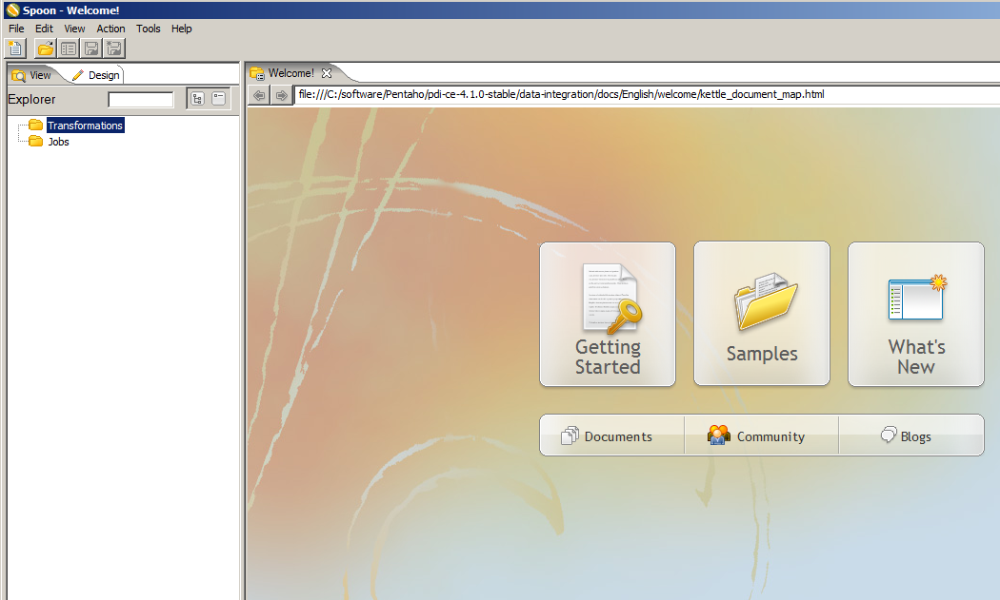 Spoon - Welcome!
File Edit View Action Tools Help
View Design
Explorer
Transformations
Jobs
Welcome!
file:///C:/software/Pentaho/pdi-ce-4.1.0-stable/data-integration/docs/English/welcome/kettle_document_map.html
Getting
Started
Samples
What's
New
Documents Community Blogs